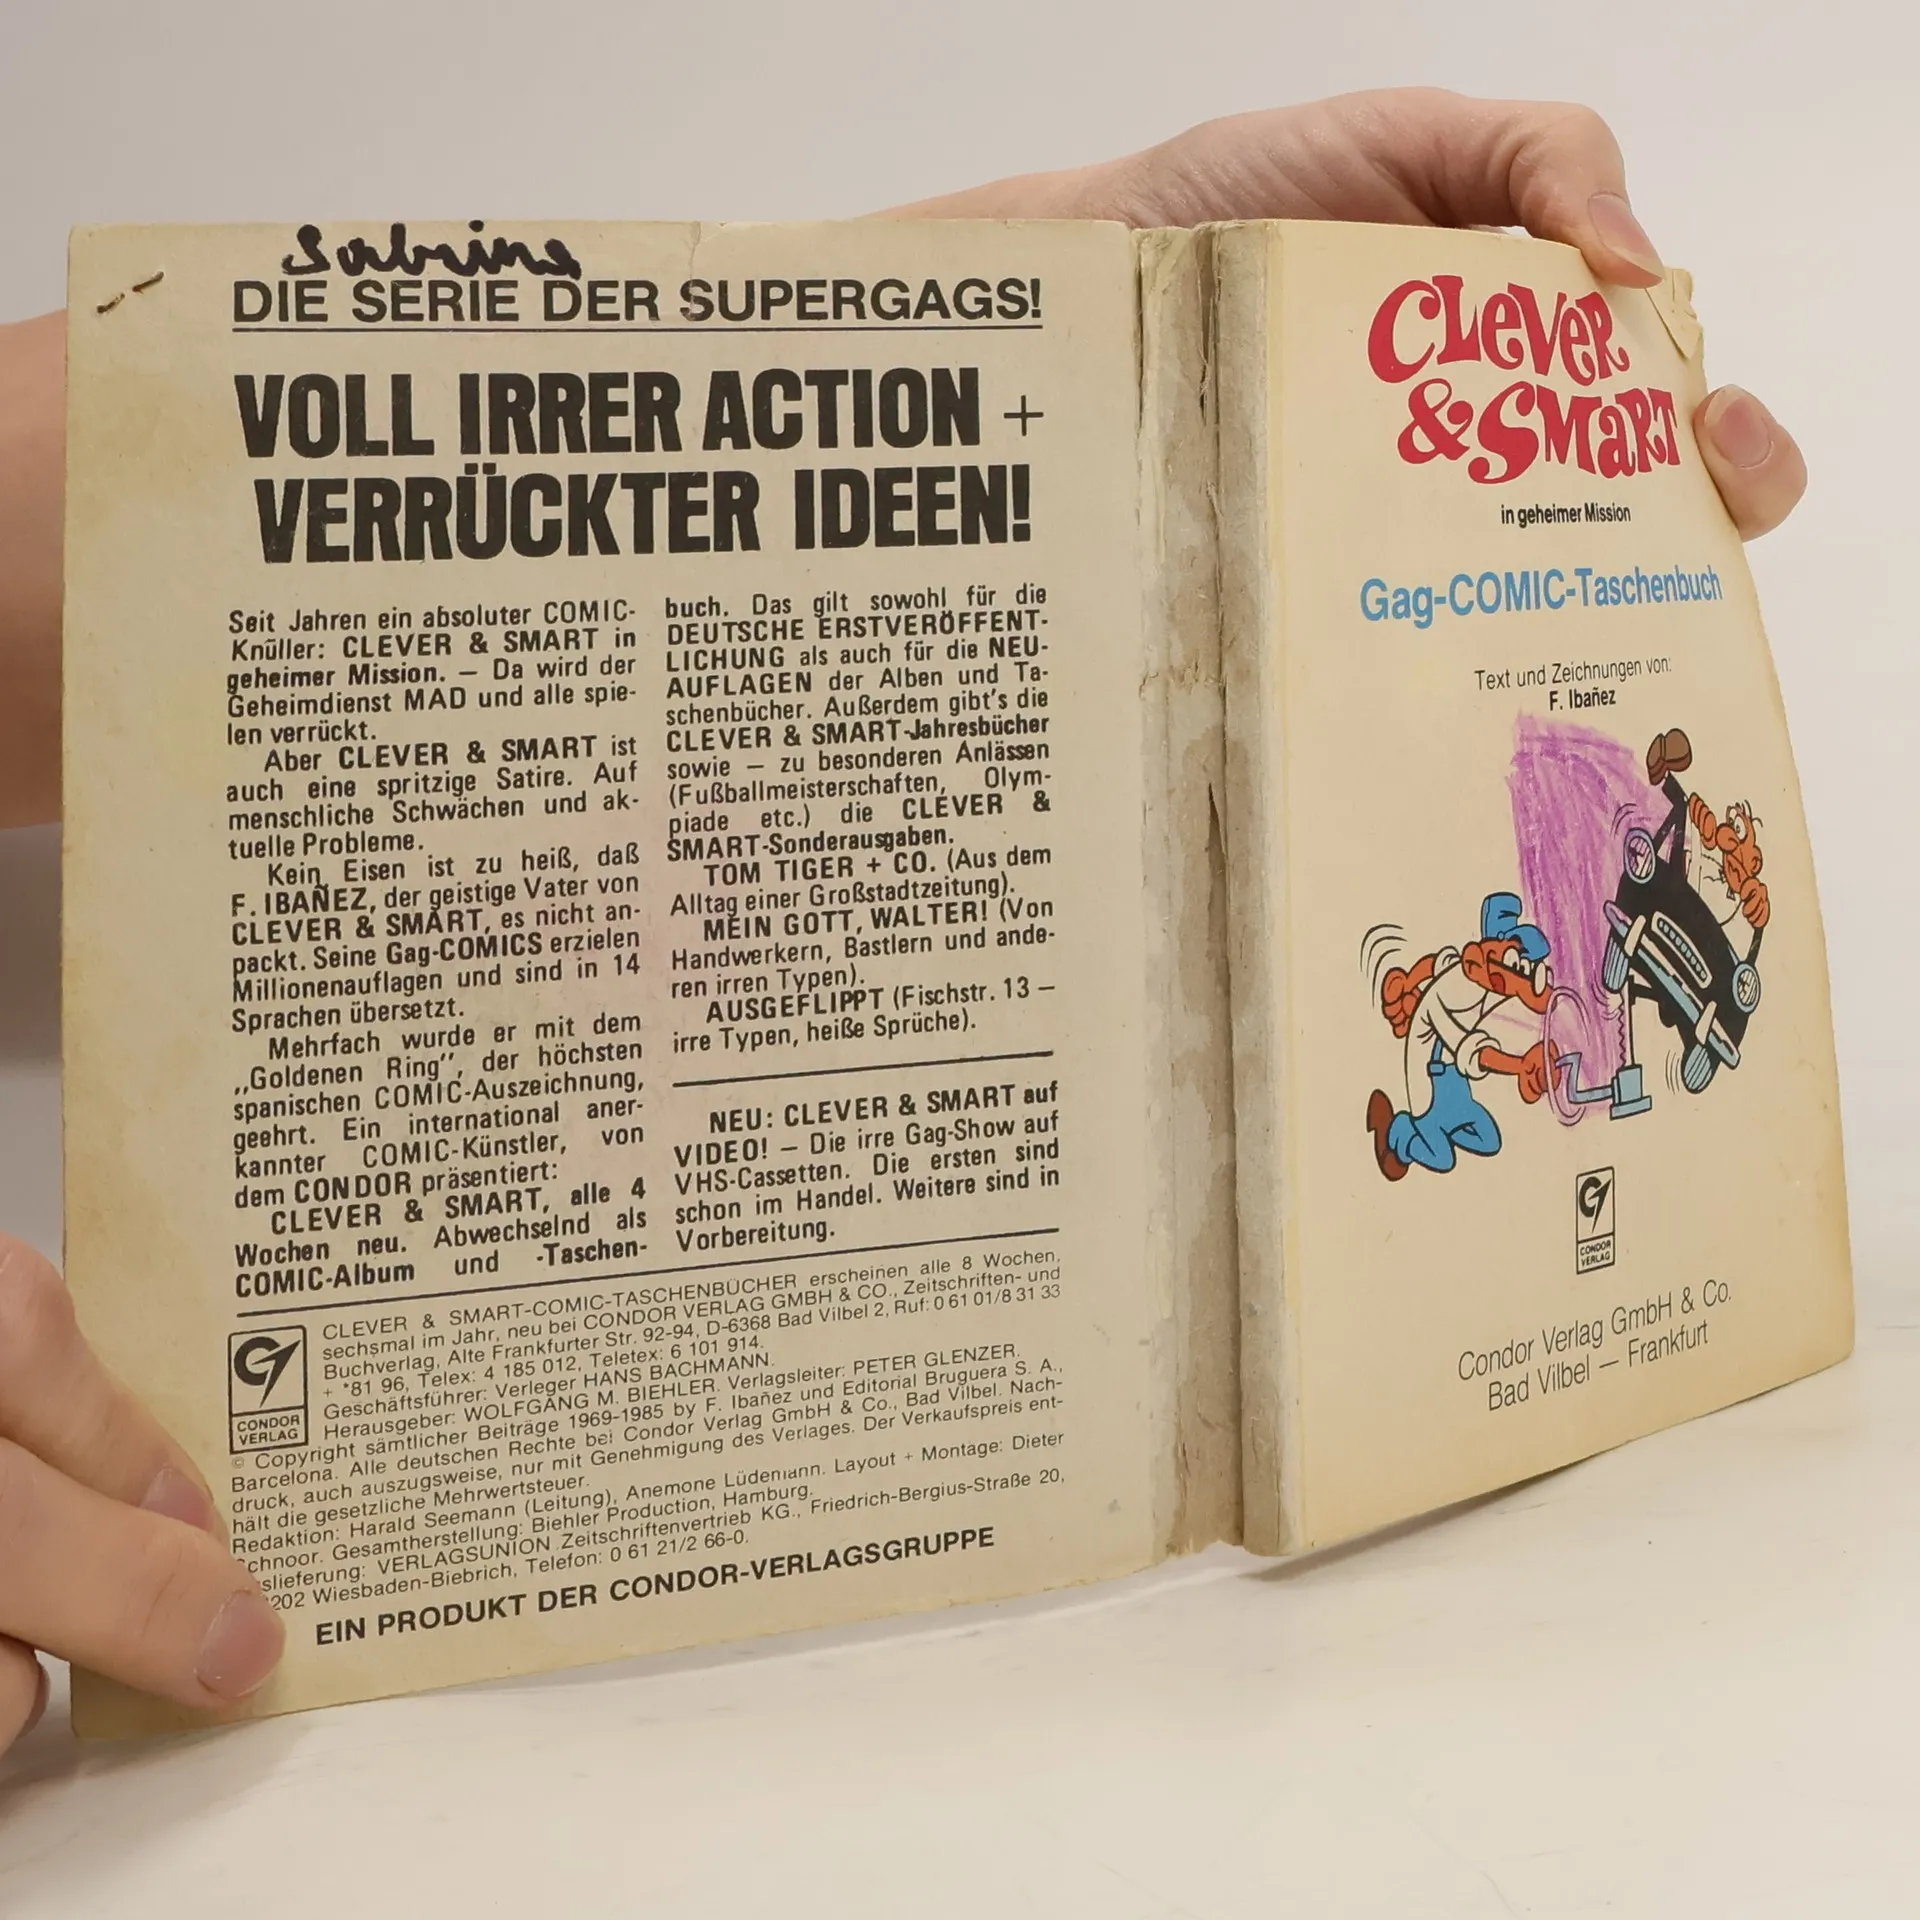 Sabrina
DIE SERIE DER SUPERGAGS!
VOLL IRRER ACTION +
VERRÜCKTER IDEEN!
Seit Jahren ein absoluter COMIC-
Knüller: CLEVER & SMART in
geheimer Mission. – Da wird der
Geheimdienst MAD und alle spie-
len verrückt.
Aber CLEVER & SMART ist
auch eine spritzige Satire. Auf
menschliche Schwächen und ak-
tuelle Probleme.
Kein Eisen ist zu heiß, daß
F. IBAÑEZ, der geistige Vater von
CLEVER & SMART, es nicht an-
packt. Seine Gag-COMICS erzielen
Millionenauflagen und sind in 14
Sprachen übersetzt.
Mehrfach wurde er mit dem
„Goldenen Ring”, der höchsten
spanischen COMIC-Auszeichnung,
geehrt. Ein international aner-
kannter COMIC-Künstler, von
dem CONDOR präsentiert:
CLEVER & SMART, alle 4
Wochen neu. Abwechselnd als
COMIC-Album und -Taschen-
buch. Das gilt sowohl für die
DEUTSCHE ERSTVERÖFFENT-
LICHUNG als auch für die NEU-
AUFLAGEN der Alben und Ta-
schenbücher. Außerdem gibt's die
CLEVER & SMART-Jahresbücher
sowie – zu besonderen Anlässen
(Fußballmeisterschaften, Olym-
piade etc.) die CLEVER &
SMART-Sonderausgaben.
TOM TIGER + CO. (Aus dem
Alltag einer Großstadtzeitung).
MEIN GOTT, WALTER! (Von
Handwerkern, Bastlern und ande-
ren irren Typen).
AUSGEFLIPPT (Fischstr. 13 –
irre Typen, heiße Sprüche).
NEU: CLEVER & SMART auf
VIDEO! – Die irre Gag-Show auf
VHS-Cassetten. Die ersten sind
schon im Handel. Weitere sind in
Vorbereitung.
CONDOR
VERLAG
CLEVER & SMART-COMIC-TASCHENBÜCHER erscheinen alle 8 Wochen,
sechsmal im Jahr, neu bei CONDOR VERLAG GMBH & CO., Zeitschriften- und
Buchverlag, Alte Frankfurter Str. 92-94, D-6368 Bad Vilbel 2, Ruf: 0 61 01/8 31 33
+ *81 96, Telex: 4 185 012, Teletex: 6 101 914.
Geschäftsführer: Verleger HANS BACHMANN.
Herausgeber: WOLFGANG M. BIEHLER. Verlagsleiter: PETER GLENZER.
© Copyright sämtlicher Beiträge 1969-1985 by F. Ibañez und Editorial Bruguera S. A.,
Barcelona. Alle deutschen Rechte bei Condor Verlag GmbH & Co., Bad Vilbel. Nach-
druck, auch auszugsweise, nur mit Genehmigung des Verlages. Der Verkaufspreis ent-
hält die gesetzliche Mehrwertsteuer.
Redaktion: Harald Seemann (Leitung), Anemone Lüdemann. Layout + Montage: Dieter
chnoor. Gesamtherstellung: Biehler Production, Hamburg.
slieferung: VERLAGSUNION Zeitschriftenvertrieb KG., Friedrich-Bergius-Straße 20,
202 Wiesbaden-Biebrich, Telefon: 0 61 21/2 66-0.
EIN PRODUKT DER CONDOR-VERLAGSGRUPPE
CLEVER
& SMART
in geheimer Mission
Gag-COMIC-Taschenbuch
Text und Zeichnungen von:
F. Ibañez
CONDOR
VERLAG
Condor Verlag GmbH & Co.
Bad Vilbel — Frankfurt